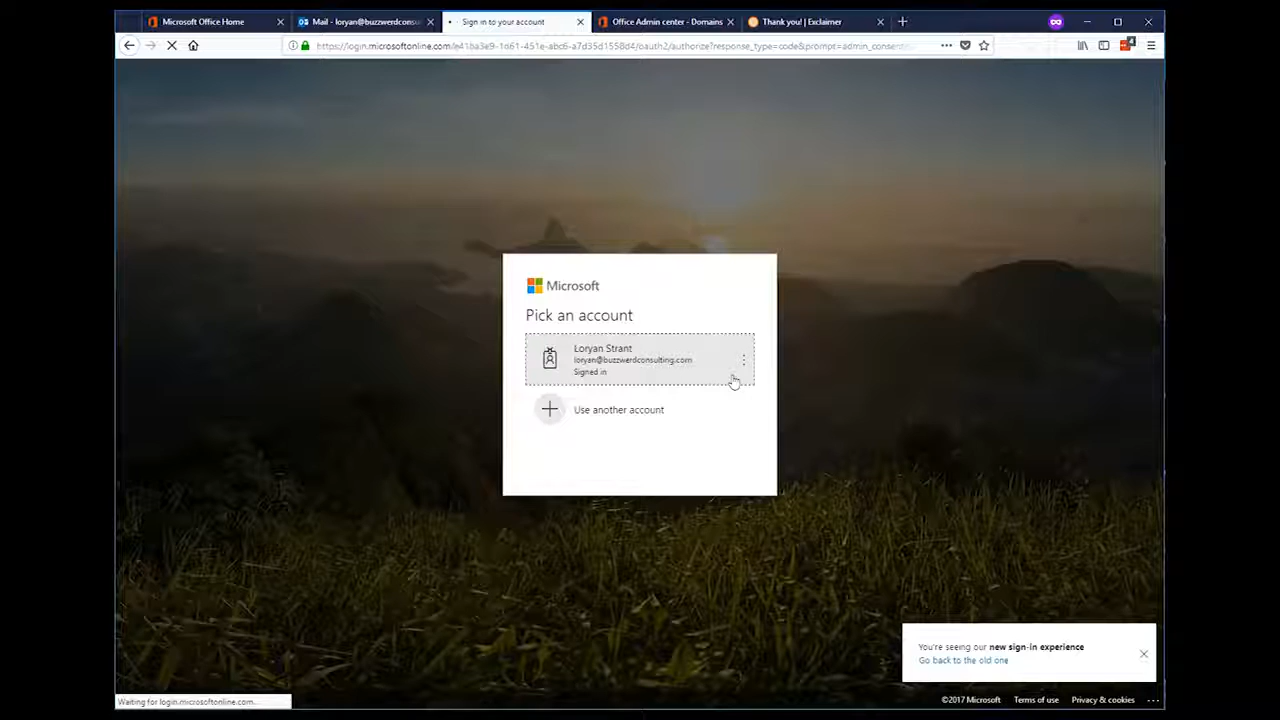 Microsoft Office Home
Mail - loryan@buzzwerdconsu
Sign in to your account
Office Admin center - Domains
Thank you! | Exclaimer
login.microsoftonline.com
Microsoft
Pick an account
Loryan Strant
loryan@buzzwerdconsulting.com
Signed in
Use another account
You're seeing our new sign-in experience
Go back to the old one
Waiting for login.microsoftonline.com...
©2017 Microsoft
Terms of use
Privacy & cookies